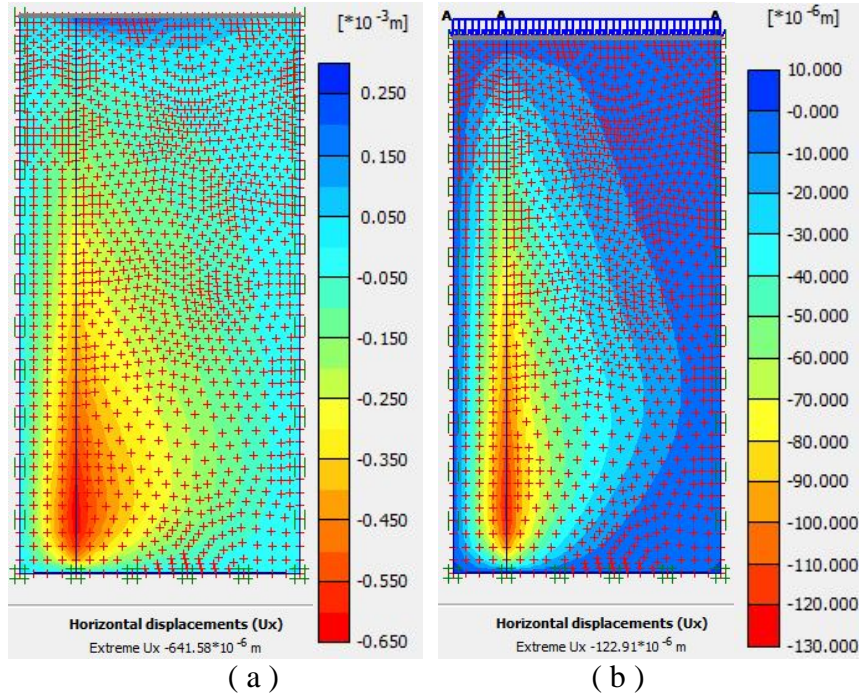 [*10-3m]
0.250
0.150
0.050
-0.050
-0.150
-0.250
-0.350
-0.450
-0.550
-0.650
Horizontal displacements (Ux)
Extreme Ux -641.58*10-6 m
( a )
A A A
[*10-6m]
10.000
-0.000
-10.000
-20.000
-30.000
-40.000
-50.000
-60.000
-70.000
-80.000
-90.000
-100.000
-110.000
-120.000
-130.000
Horizontal displacements (Ux)
Extreme Ux -122.91*10-6 m
( b )